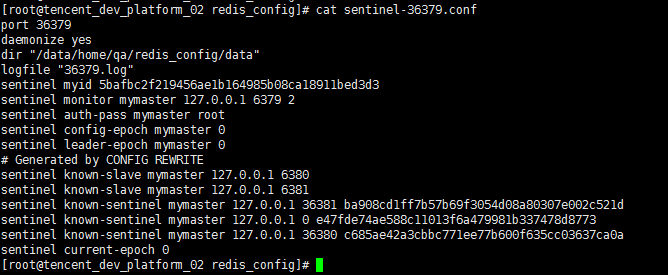 [root@tencent_dev_platform_02 redis_config]# cat sentinel-36379.conf
port 36379
daemonize yes
dir "/data/home/qa/redis_config/data"
logfile "36379.log"
sentinel myid 5bafbc2f219456ae1b164985b08ca18911bed3d3
sentinel monitor mymaster 127.0.0.1 6379 2
sentinel auth-pass mymaster root
sentinel config-epoch mymaster 0
sentinel leader-epoch mymaster 0
# Generated by CONFIG REWRITE
sentinel known-slave mymaster 127.0.0.1 6380
sentinel known-slave mymaster 127.0.0.1 6381
sentinel known-sentinel mymaster 127.0.0.1 36381 ba908cd1ff7b57b69f3054d08a80307e002c521d
sentinel known-sentinel mymaster 127.0.0.1 0 e47fde74ae588c11013f6a479981b337478d8773
sentinel known-sentinel mymaster 127.0.0.1 36380 c685ae42a3cbbc771ee77b600f635cc03637ca0a
sentinel current-epoch 0
[root@tencent_dev_platform_02 redis_config]#